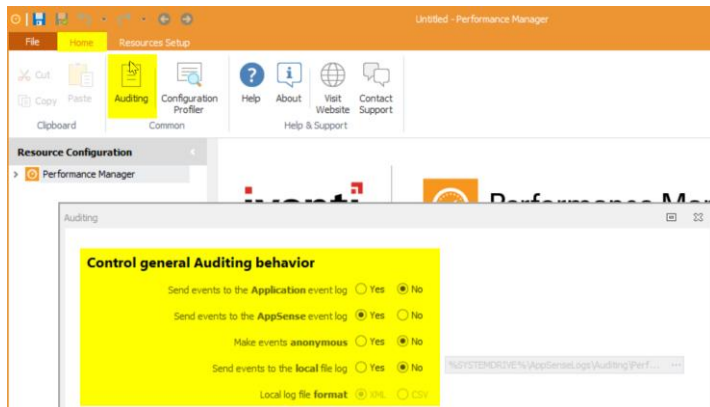 Untitled - Performance Manager
File Home Resources Setup
Cut
Copy
Paste
Auditing
Configuration
Profiler
Help
About
Visit
Website
Contact
Support
Clipboard
Common
Help & Support
Resource Configuration
Performance Manager
ivanti
Performance Man
Auditing
Control general Auditing behavior
Send events to the Application event log Yes No
Send events to the AppSense event log Yes No
Make events anonymous Yes No
Send events to the local file log Yes No %SYSTEMDRIVE%\AppSenseLogs\Auditing\Perf... ...
Local log file format XML CSV